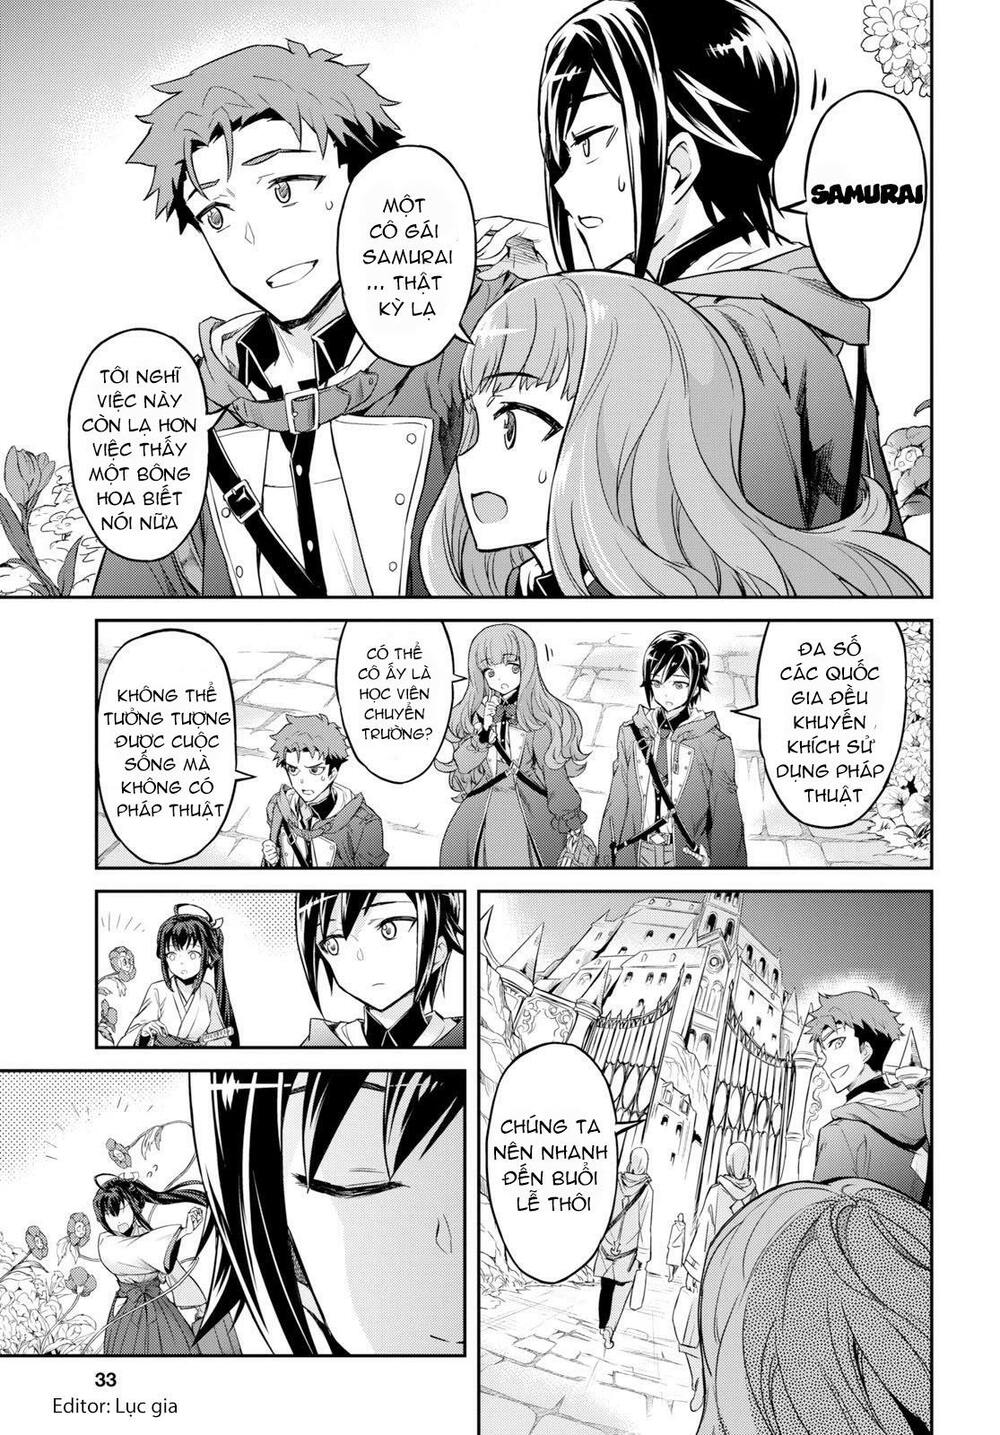 SAMURAI
MỘT
CÔ GÁI
SAMURAI
... THẬT
KỲ LẠ
TÔI NGHĨ
VIỆC NÀY
CÒN LẠ HƠN
VIỆC THẤY
MỘT BÔNG
HOA BIẾT
NÓI NỮA
ĐA SỐ
CÁC QUỐC
GIA ĐỀU
KHUYẾN
KHÍCH SỬ
DỤNG PHÁP
THUẬT
CÓ THỂ
CÔ ẤY LÀ
HỌC VIÊN
CHUYỂN
TRƯỜNG?
KHÔNG THỂ
TƯỞNG TƯỢNG
ĐƯỢC CUỘC
SỐNG MÀ
KHÔNG CÓ
PHÁP THUẬT
CHÚNG TA
NÊN NHANH
ĐẾN BUỔI
LỄ THÔI
33
Editor: Lục gia